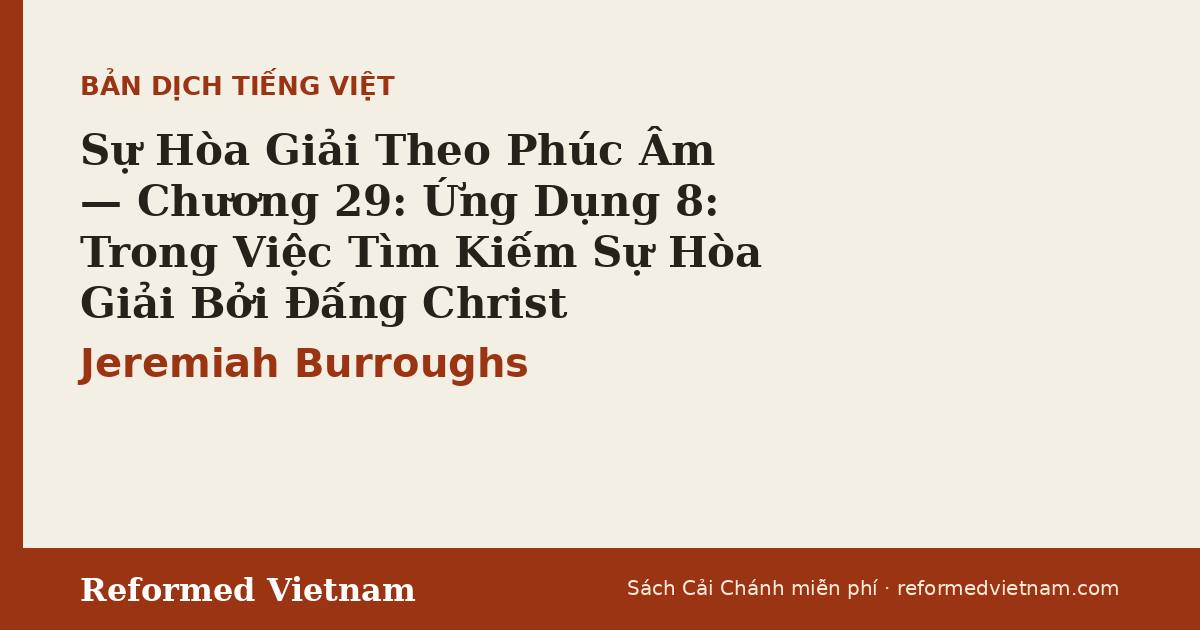 BẢN DỊCH TIẾNG VIỆT
Sự Hòa Giải Theo Phúc Âm
— Chương 29: Ứng Dụng 8:
Trong Việc Tìm Kiếm Sự Hòa
Giải Bởi Đấng Christ
Jeremiah Burroughs
Reformed Vietnam
Sách Cải Chánh miễn phí · reformedvietnam.com